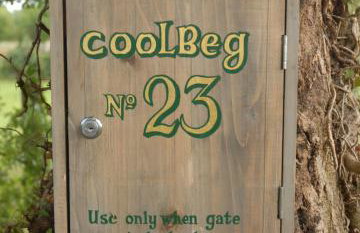 cooLBeg
Nº 23
Use only when gate